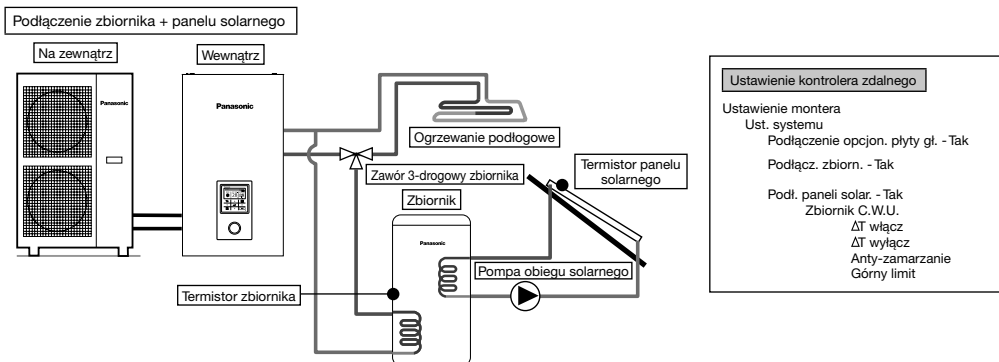 Podłączenie zbiornika + panelu solarnego
Na zewnątrz
Wewnątrz
Panasonic
Panasonic
Ogrzewanie podłogowe
Zawór 3-drogowy zbiornika
Termistor panelu
solarnego
Zbiornik
Panasonic
Pompa obiegu solarnego
Termistor zbiornika
Ustawienie kontrolera zdalnego
Ustawienie montera
Ust. systemu
Podłączenie opcjon. płyty gł. - Tak
Podłącz. zbiorn. - Tak
Podł. paneli solar. - Tak
Zbiornik C.W.U.
ΔT włącz
ΔT wyłącz
Anty-zamarzanie
Górny limit